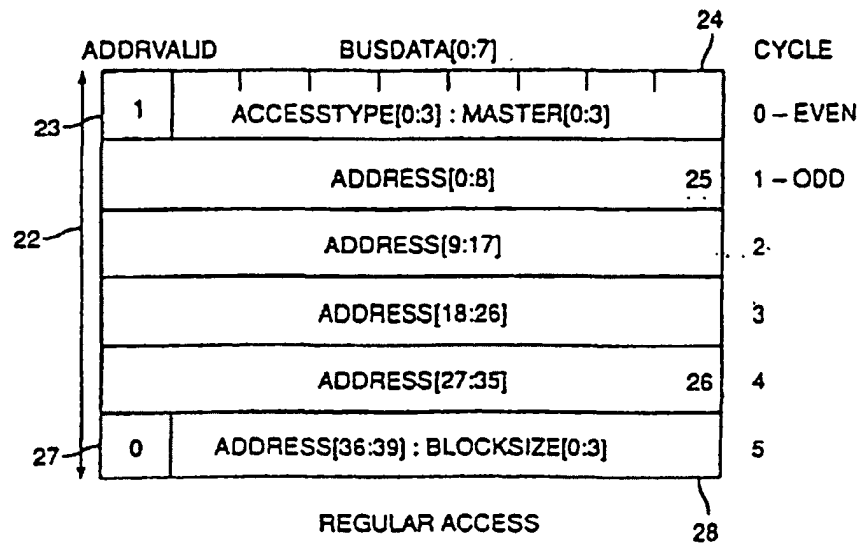 24
ADDRVALID BUSDATA[0:7] CYCLE
23 1 ACCESSTYPE[0:3] : MASTER[0:3] 0 – EVEN
ADDRESS[0:8] 25 1 – ODD
22 ADDRESS[9:17] 2
ADDRESS[18:26] 3
ADDRESS[27:35] 26 4
27 0 ADDRESS[36:39] : BLOCKSIZE[0:3] 5
REGULAR ACCESS 28